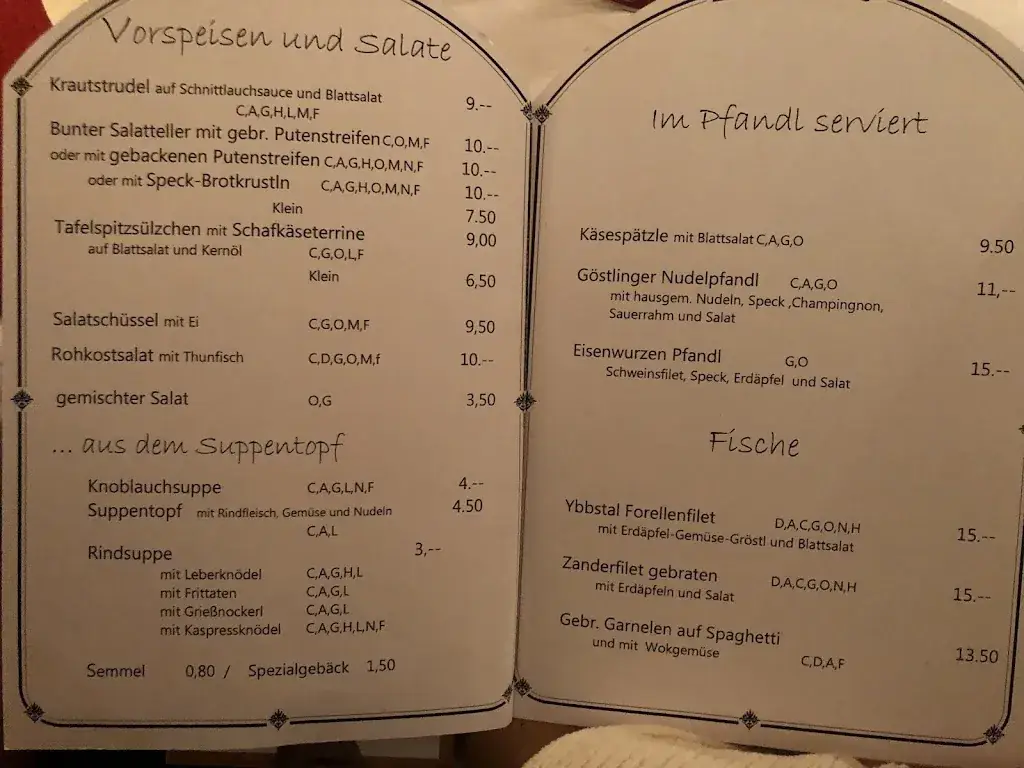 Vorspeisen und Salate
Krautstrudel auf Schnittlauchsauce und Blattsalat 9.--
C,A,G,H,L,M,F
Bunter Salatteller mit gebr. Putenstreifen C,O,M,F 10.--
oder mit gebackenen Putenstreifen C,A,G,H,O,M,N,F 10.--
oder mit Speck-Brotkrustln C,A,G,H,O,M,N,F 10.--
Klein 7.50
Tafelspitzsülzchen mit Schafkäseterrine 9,00
auf Blattsalat und Kernöl C,G,O,L,F
Klein 6,50
Salatschüssel mit Ei C,G,O,M,F 9,50
Rohkostsalat mit Thunfisch C,D,G,O,M,f 10.--
gemischter Salat O,G 3,50
... aus dem Suppentopf
Knoblauchsuppe C,A,G,L,N,F 4.--
Suppentopf mit Rindfleisch, Gemüse und Nudeln 4.50
C,A,L
Rindsuppe 3,--
mit Leberknödel C,A,G,H,L
mit Frittaten C,A,G,L
mit Grießnockerl C,A,G,L
mit Kaspressknödel C,A,G,H,L,N,F
Semmel 0,80 / Spezialgebäck 1,50
Im Pfandl serviert
Käsespätzle mit Blattsalat C,A,G,O 9.50
Göstlinger Nudelpfandl C,A,G,O 11,--
mit hausgem. Nudeln, Speck ,Champingnon,
Sauerrahm und Salat
Eisenwurzen Pfandl G,O 15.--
Schweinsfilet, Speck, Erdäpfel und Salat
Fische
Ybbstal Forellenfilet D,A,C,G,O,N,H 15.--
mit Erdäpfel-Gemüse-Gröstl und Blattsalat
Zanderfilet gebraten D,A,C,G,O,N,H 15.--
mit Erdäpfeln und Salat
Gebr. Garnelen auf Spaghetti 13.50
und mit Wokgemüse C,D,A,F